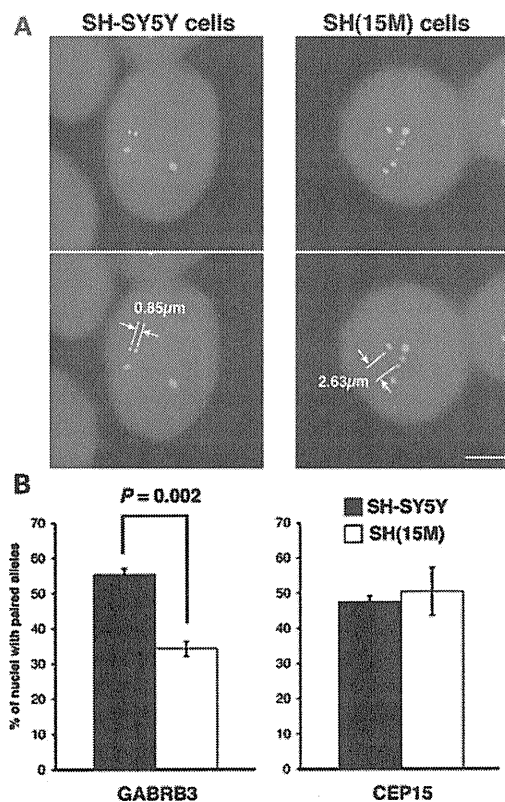 A
SH-SY5Y cells
SH(15M) cells
0.85µm
2.63µm
B
P = 0.002
SH-SY5Y
SH(15M)
% of nuclei with paired alleles
70
60
50
40
30
20
10
0
GABRB3
70
60
50
40
30
20
10
0
CEP15